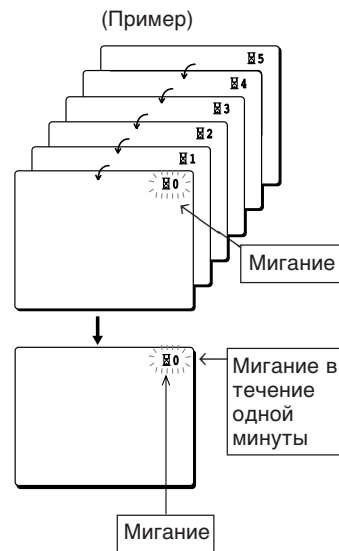 (Пример)
⌛5
⌛4
⌛3
⌛2
⌛1
⌛0
Мигание
⌛0
Мигание в
течение
одной
минуты
Мигание